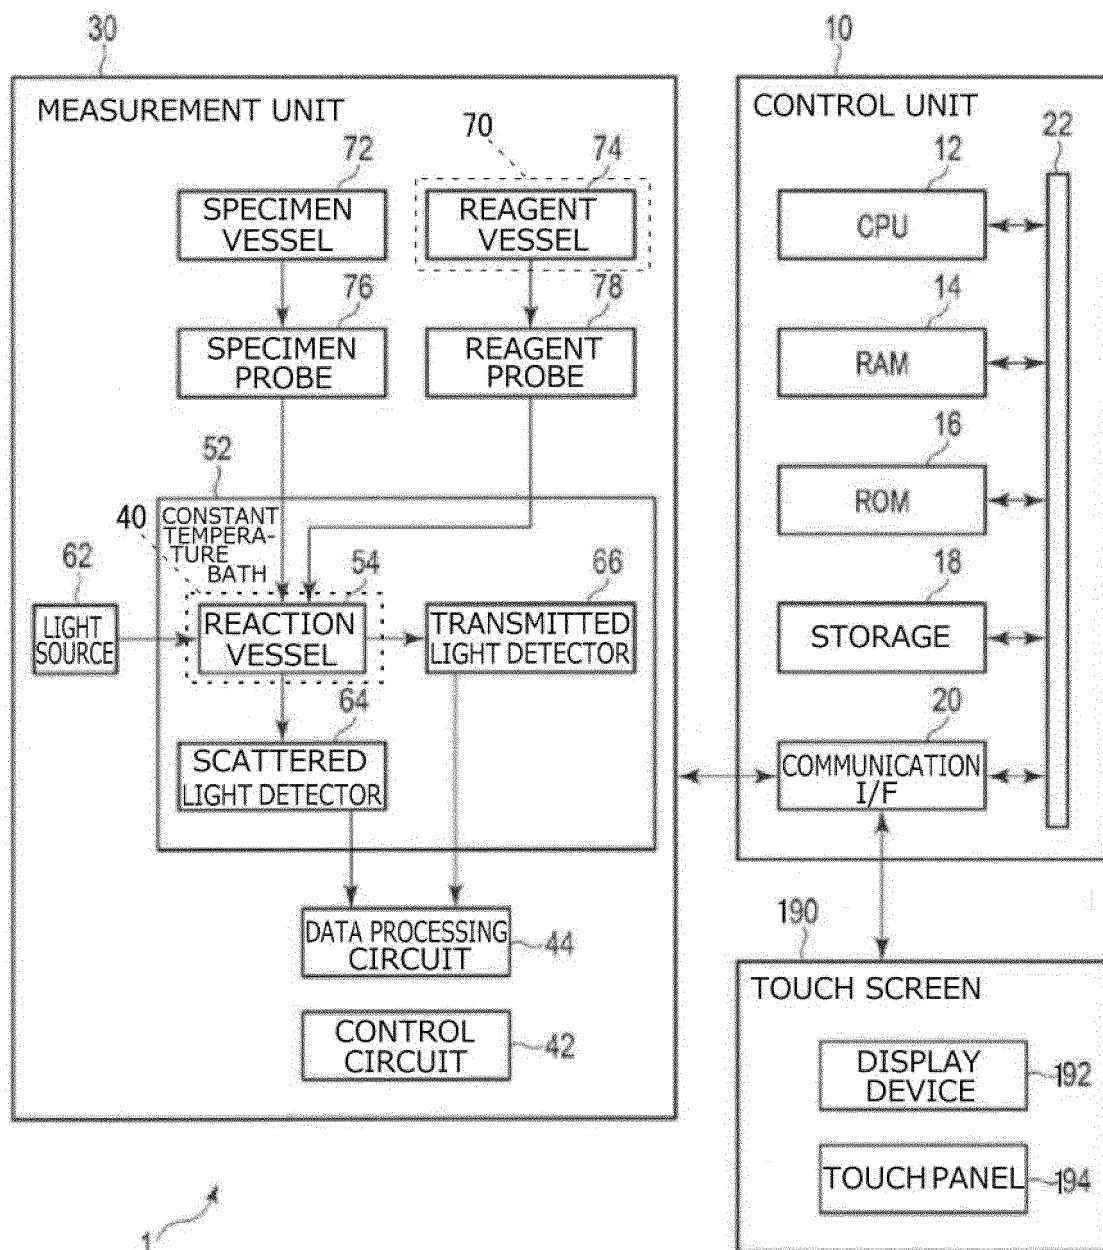 30
MEASUREMENT UNIT
70
72
SPECIMEN
VESSEL
74
REAGENT
VESSEL
76
SPECIMEN
PROBE
78
REAGENT
PROBE
52
40
CONSTANT
TEMPERA-
TURE
BATH
62
LIGHT
SOURCE
54
REACTION
VESSEL
66
TRANSMITTED
LIGHT DETECTOR
64
SCATTERED
LIGHT DETECTOR
DATA PROCESSING
CIRCUIT
44
CONTROL
CIRCUIT
42
1
10
CONTROL UNIT
22
12
CPU
14
RAM
16
ROM
18
STORAGE
20
COMMUNICATION
I/F
190
TOUCH SCREEN
DISPLAY
DEVICE
192
TOUCH PANEL
194